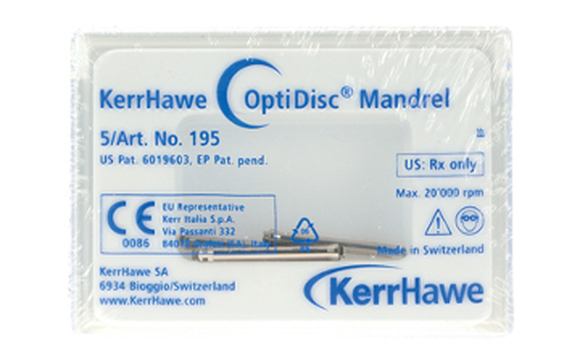 KerrHawe OptiDisc® Mandrel
5/Art. No. 195
US Pat. 6019603, EP Pat. pend.
US: Rx only
Max. 20'000 rpm
CE
0086
EU Representative
Kerr Italia S.p.A.
Via Passanti 332
Italy
Made in Switzerland
KerrHawe SA
6934 Bioggio/Switzerland
www.KerrHawe.com
KerrHawe